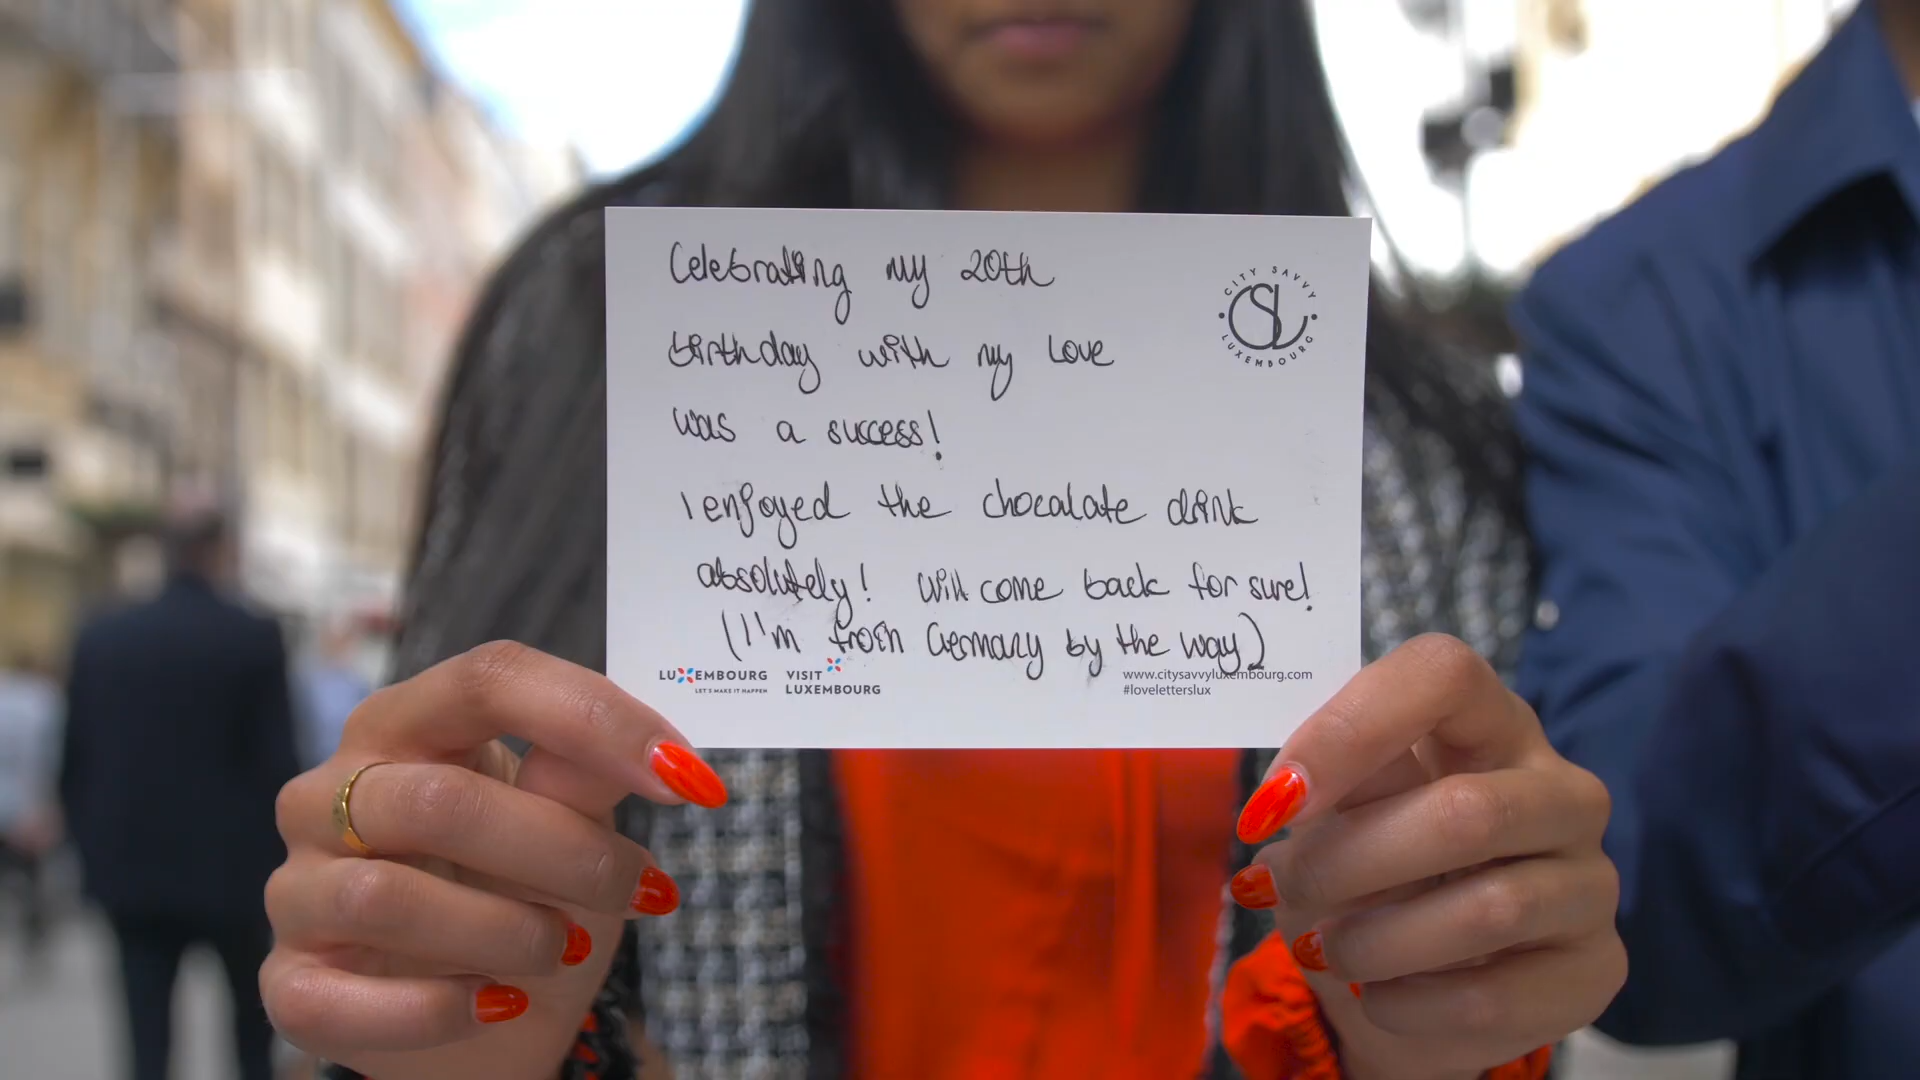 Celebrating my 20th
birthday with my love
was a success!
I enjoyed the chocalate drink
absolutely! Will come back for sure!
(I'm from Germany by the way)
CITY SAVVY
CSL
LUXEMBOURG
LUXEMBOURG
LET'S MAKE IT HAPPEN
VISIT
LUXEMBOURG
www.citysavvyluxembourg.com
#loveletterslux